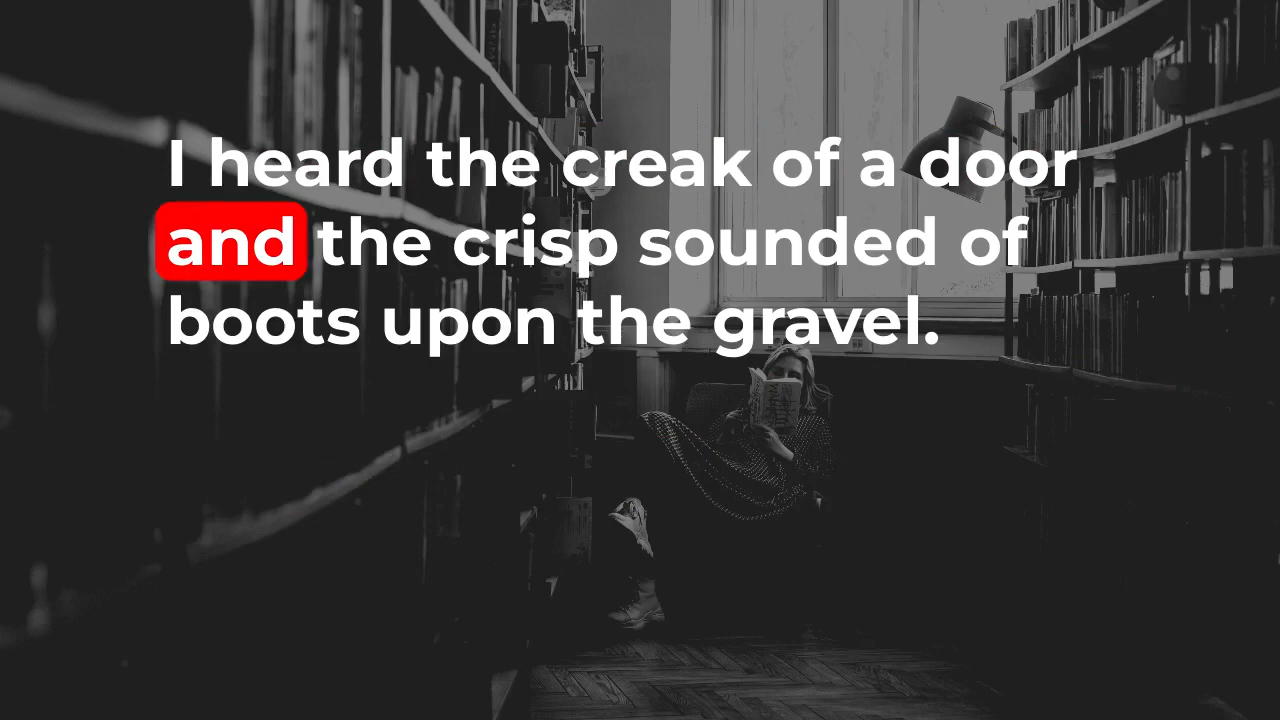 I heard the creak of a door
and the crisp sounded of
boots upon the gravel.